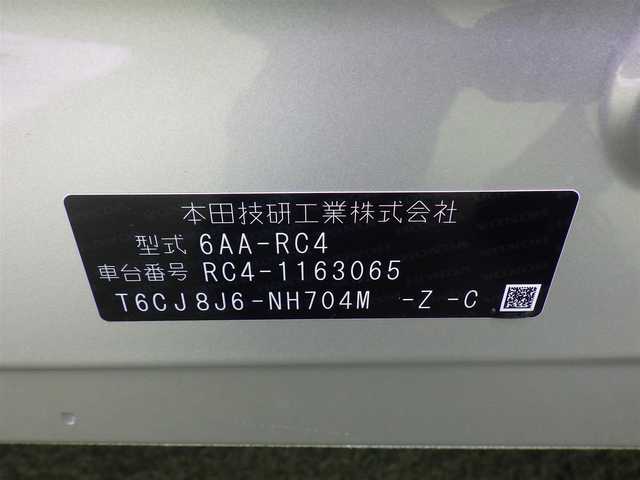 本田技研工業株式会社
型式 6AA-RC4
車台番号 RC4-1163065
T6CJ8J6-NH704M -Z -C